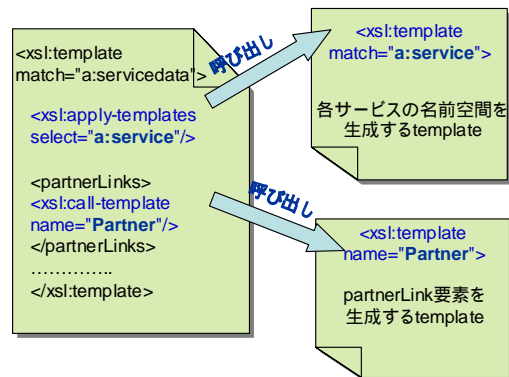 <xsl:template
match="a:servicedata">
<xsl:apply-templates
select="a:service"/>
<partnerLinks>
<xsl:call-template
name="Partner"/>
</partnerLinks>
…………..
</xsl:template>
呼び出し
<xsl:template
match="a:service">
各サービスの名前空間を
生成するtemplate
呼び出し
<xsl:template
name="Partner">
partnerLink要素を
生成するtemplate